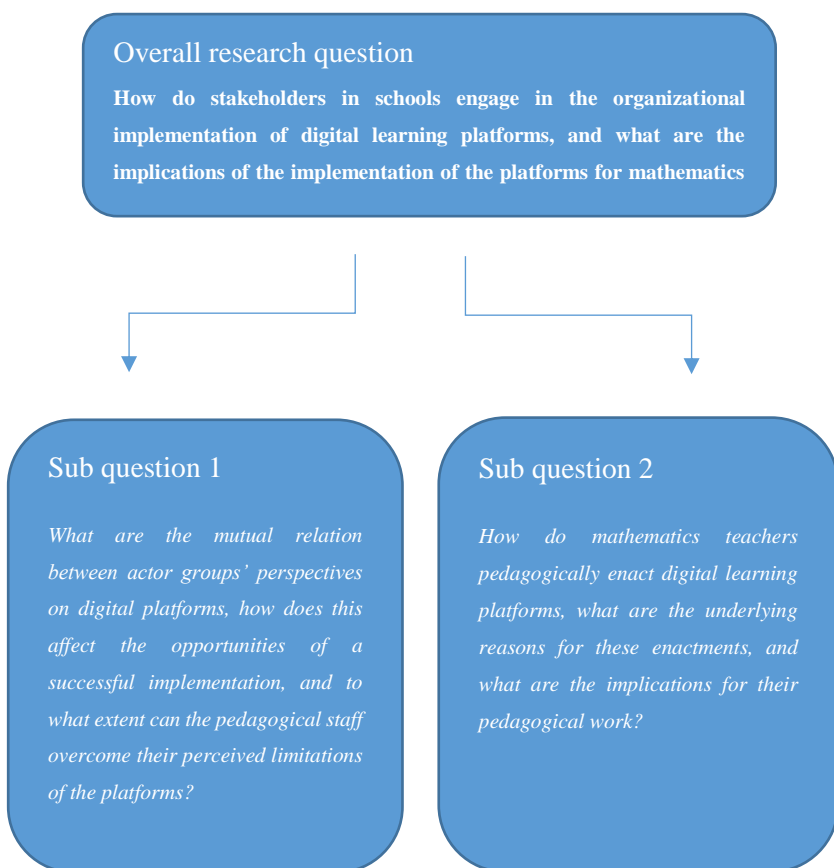 Overall research question
How do stakeholders in schools engage in the organizational
implementation of digital learning platforms, and what are the
implications of the implementation of the platforms for mathematics
Sub question 1
What are the mutual relation
between actor groups’ perspectives
on digital platforms, how does this
affect the opportunities of a
successful implementation, and to
what extent can the pedagogical staff
overcome their perceived limitations
of the platforms?
Sub question 2
How do mathematics teachers
pedagogically enact digital learning
platforms, what are the underlying
reasons for these enactments, and
what are the implications for their
pedagogical work?